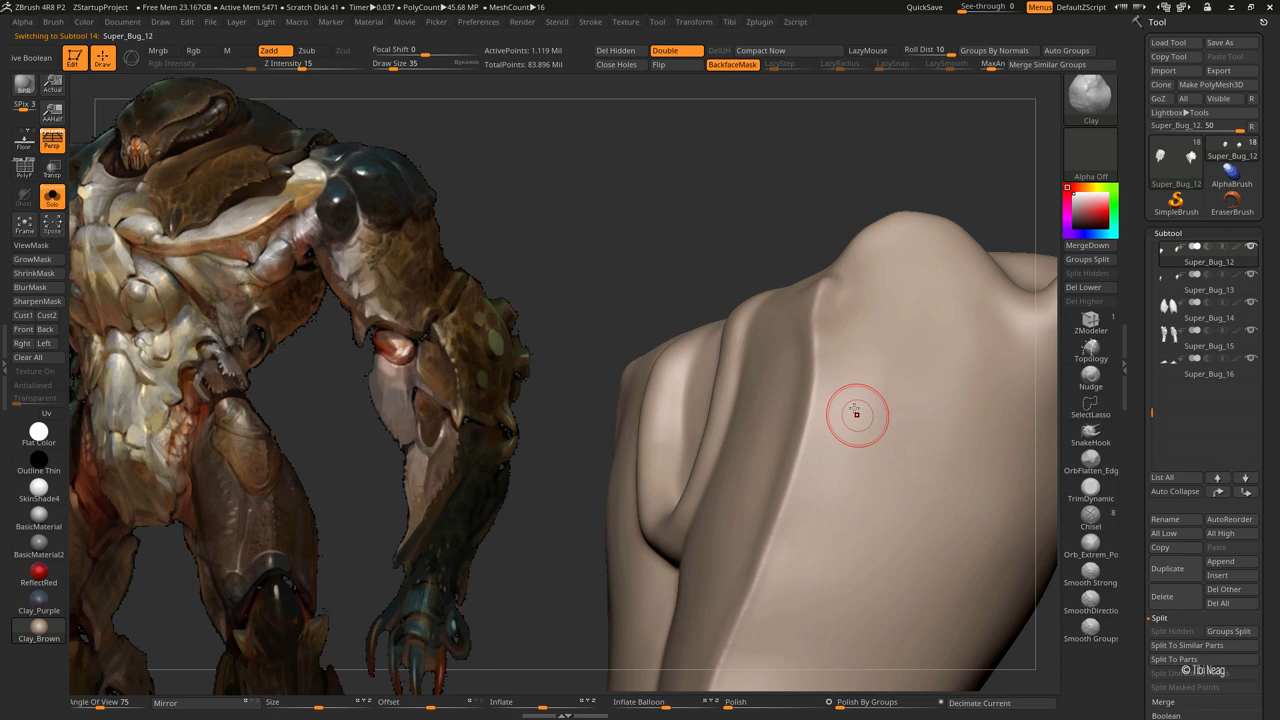 ZBrush 4R8 P2 ZStartupProject • Free Mem 23.167GB • Active Mem 5471 • Scratch Disk 41 • Timer▶0.037 • PolyCount▶45.68 MP • MeshCount▶16 QuickSave See-through 0 Menus DefaultZScript
Alpha Brush Color Document Draw Edit File Layer Light Macro Marker Material Movie Picker Preferences Render Stencil Stroke Texture Tool Transform Tibi Zplugin Zscript Tool
Switching to Subtool 14: Super_Bug_12
ive Boolean Edit Draw Mrgb Rgb M Zadd Zsub Zcut Focal Shift 0 ActivePoints: 1.119 Mil Del Hidden Double DelUH Compact Now LazyMouse Roll Dist 10 Groups By Normals Auto Groups
Rgb Intensity Z Intensity 15 Draw Size 35 Dynamic TotalPoints: 83.896 Mil Close Holes Flip BackfaceMask LazyStep LazyRadius LazySnap LazySmooth MaxAn Merge Similar Groups
Load Tool Save As
Copy Tool Paste Tool
Import Export
Clone Make PolyMesh3D
GoZ All Visible R
Lightbox▶Tools
Super_Bug_12. 50 R
18 18
Super_Bug_12
Super_Bug_12 AlphaBrush
SimpleBrush EraserBrush
BPR Actual
SPix 3
AAHalf
Floor Dynamic Persp
PolyF Transp
Ghost Solo
Frame Xpose
ViewMask
GrowMask
ShrinkMask
BlurMask
SharpenMask
Cust1 Cust2
Front Back
Rght Left
Clear All
Texture On
Antialiased
Transparent
Uv
Flat Color
Outline Thin
SkinShade4
BasicMaterial
BasicMaterial2
ReflectRed
Clay_Purple
Clay_Brown
Clay
Alpha Off
MergeDown
Groups Split
Split Hidden
Del Lower
Del Higher
1
ZModeler
Topology
Nudge
SelectLasso
SnakeHook
OrbFlatten_Edg
TrimDynamic
8
Chisel
Orb_Extrem_Po
Smooth Strong
SmoothDirectio
Smooth Groups
Subtool
Super_Bug_12
Super_Bug_13
Super_Bug_14
Super_Bug_15
Super_Bug_16
List All
Auto Collapse
Rename AutoReorder
All Low All High
Copy Paste
Duplicate Append
Insert
Delete Del Other
Del All
Split
Split Hidden Groups Split
Split To Similar Parts
Split To Parts
Split Masked Points
Merge
Boolean
© Tibi Neag
Angle Of View 75 Mirror Size Offset Inflate Inflate Balloon Polish Polish By Groups Decimate Current